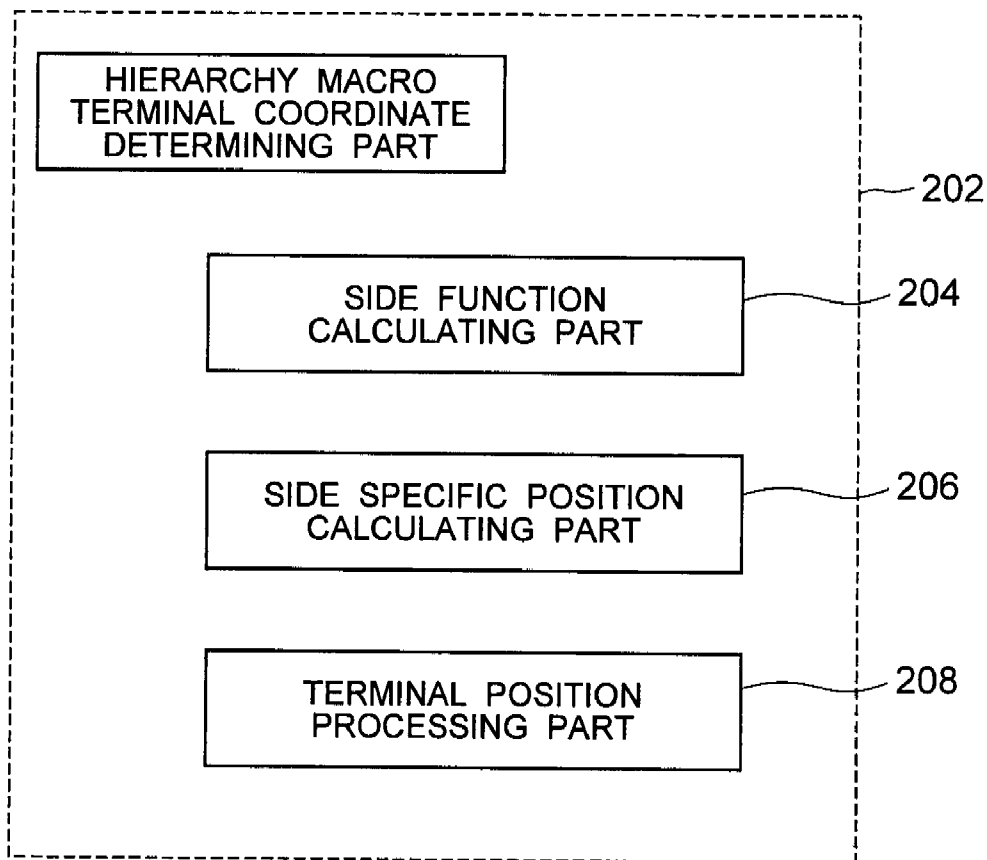 HIERARCHY MACRO
TERMINAL COORDINATE
DETERMINING PART
202
SIDE FUNCTION
CALCULATING PART
204
SIDE SPECIFIC POSITION
CALCULATING PART
206
TERMINAL POSITION
PROCESSING PART
208